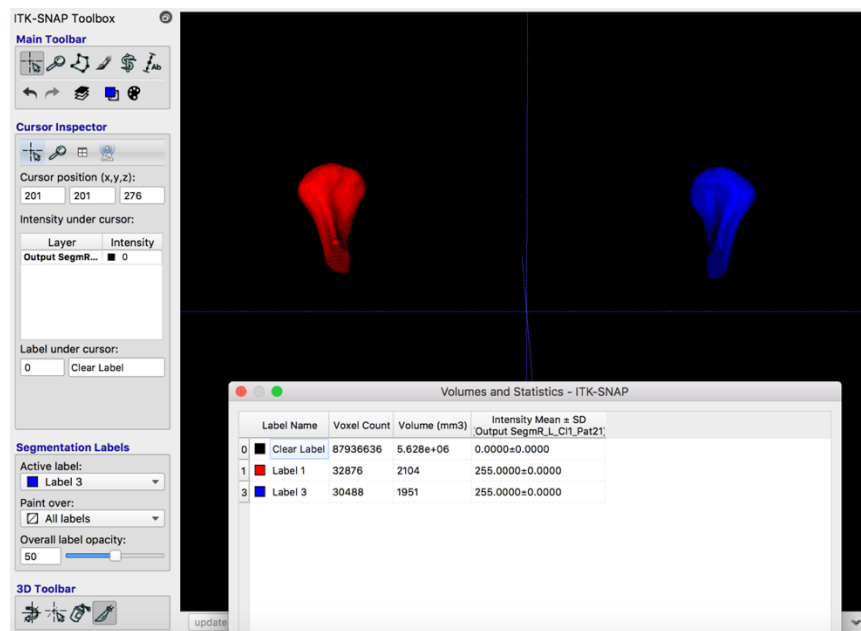 ITK-SNAP Toolbox
Main Toolbar
Ab
Cursor Inspector
Cursor position (x,y,z):
201 201 276
Intensity under cursor:
Layer Intensity
Output SegmR... 0
Label under cursor:
0 Clear Label
Segmentation Labels
Active label:
Label 3
Paint over:
All labels
Overall label opacity:
50
3D Toolbar
update
Volumes and Statistics - ITK-SNAP
Label Name Voxel Count Volume (mm3) Intensity Mean ± SD
(Output SegmR_L_Cl1_Pat21)
0 Clear Label 87936636 5.628e+06 0.0000±0.0000
1 Label 1 32876 2104 255.0000±0.0000
3 Label 3 30488 1951 255.0000±0.0000